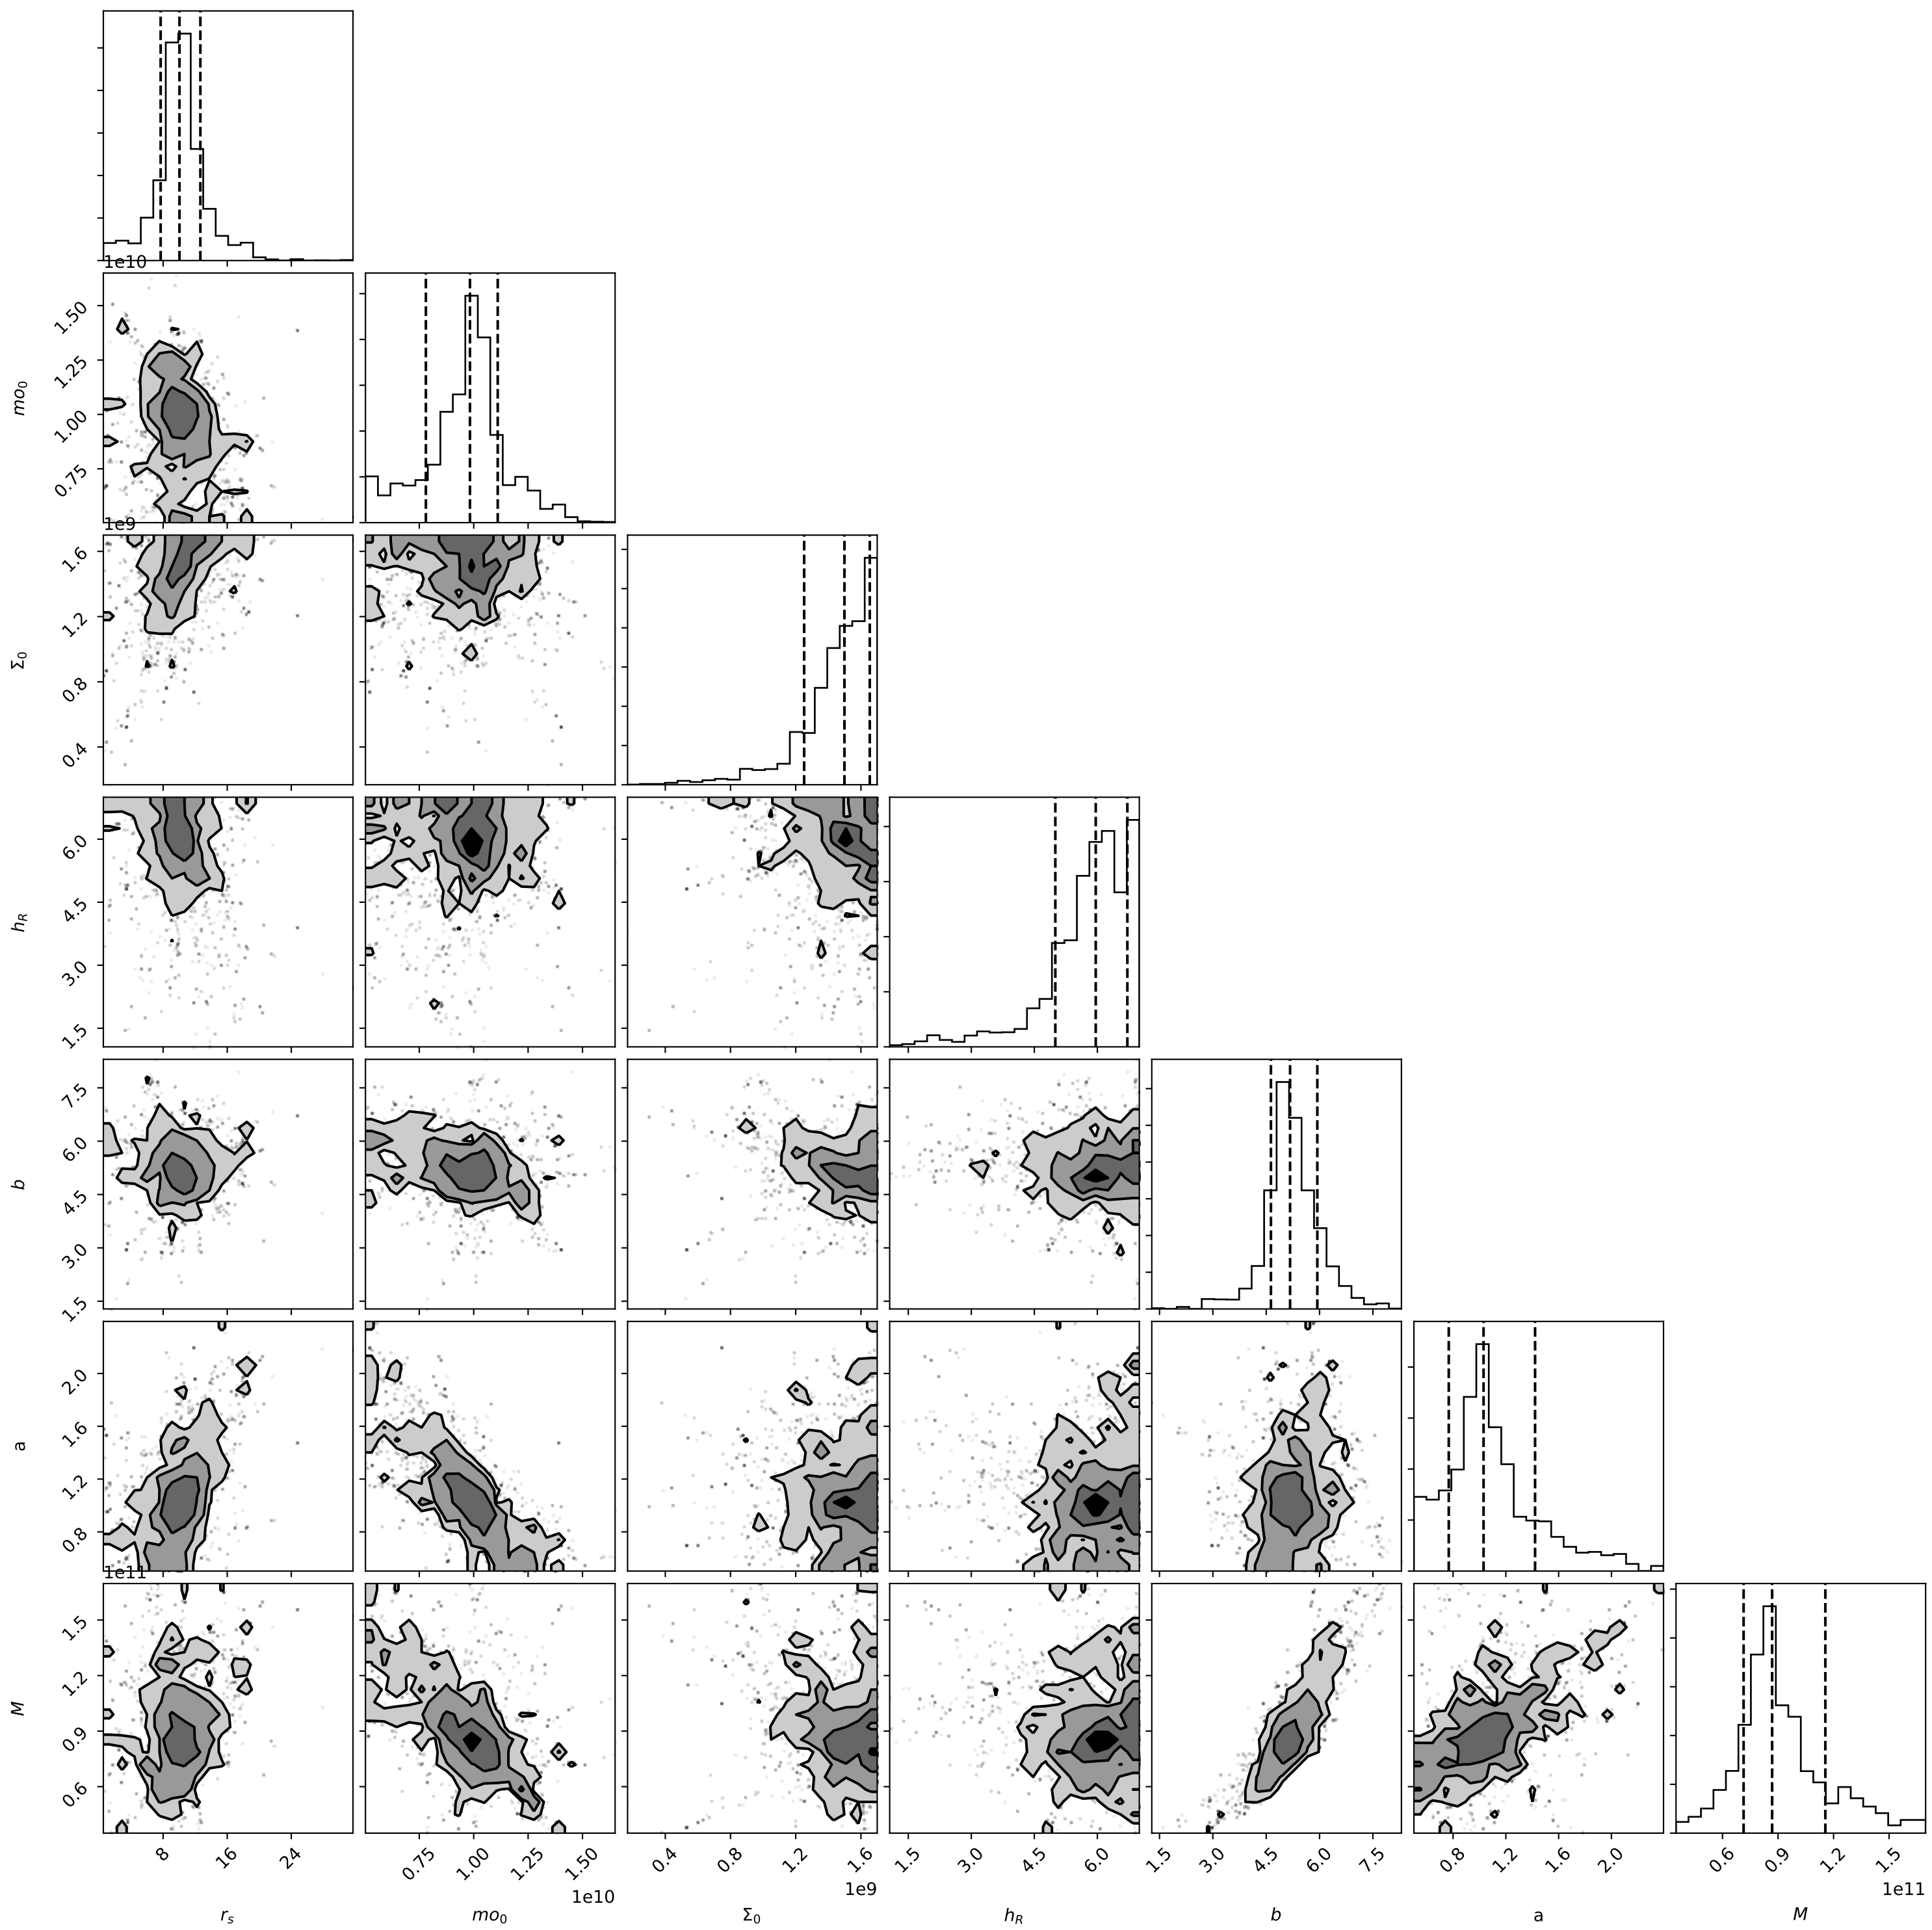 1e10
1.50
1.25
1.00
0.75
mo₀
1e9
1.6
1.2
0.8
0.4
Σ₀
6.0
4.5
3.0
1.5
h_R
7.5
6.0
4.5
3.0
1.5
b
2.0
1.6
1.2
0.8
a
1e11
1.5
1.2
0.9
0.6
M
8 16 24
0.75 1.00 1.25 1.50
0.4 0.8 1.2 1.6
1.5 3.0 4.5 6.0
1.5 3.0 4.5 6.0 7.5
0.8 1.2 1.6 2.0
0.6 0.9 1.2 1.5
1e10 1e9 1e11
r_s mo₀ Σ₀ h_R b a M